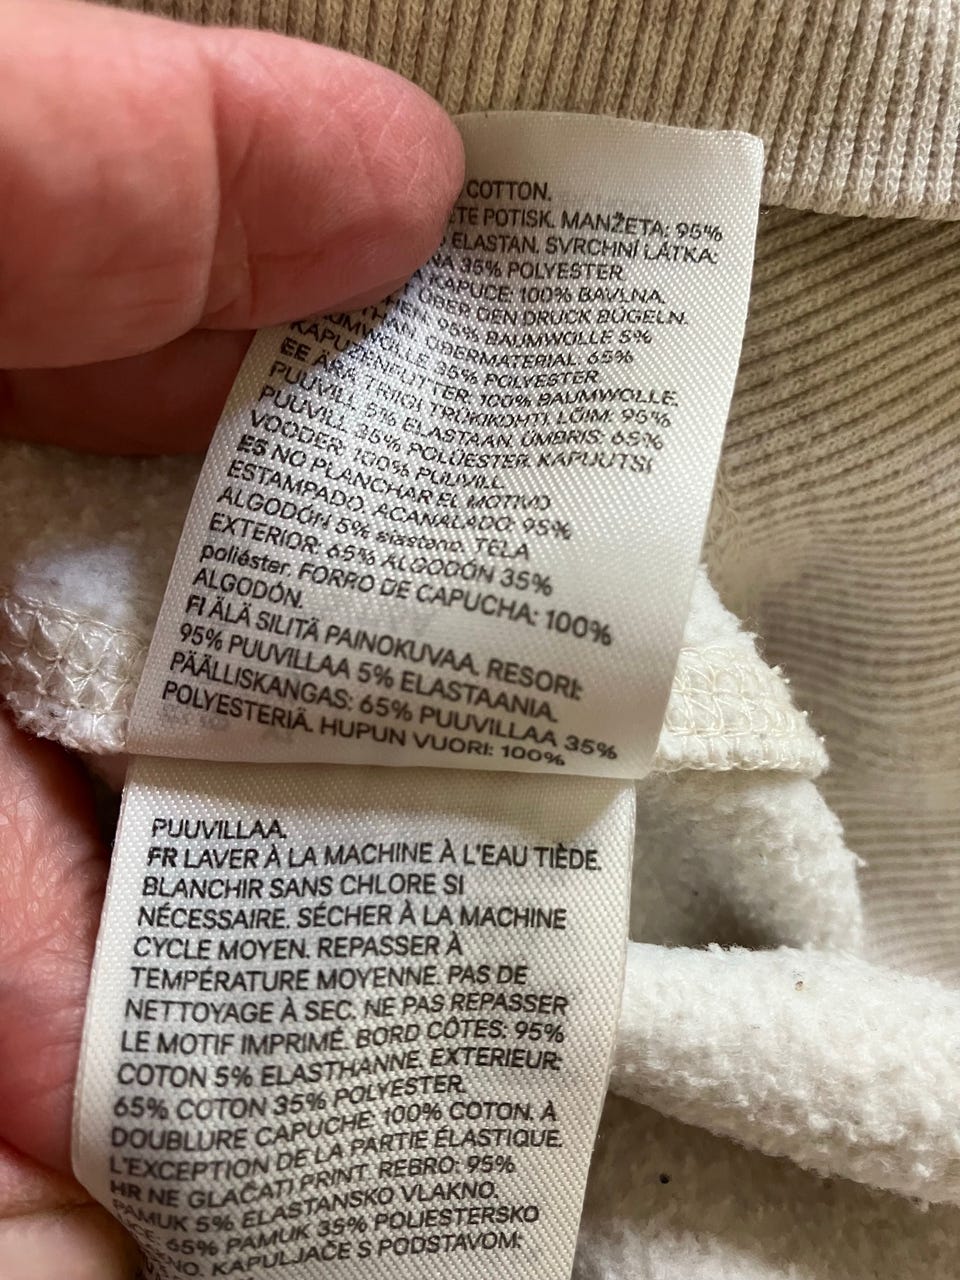 COTTON.
POTISK. MANŽETA: 95%
ELASTAN. SVRCHNÍ LÁTKA:
35% POLYESTER
KAPUCE: 100% BAVLNA.
ÜBER DEN DRUCK BÜGELN.
95% BAUMWOLLE 5%
OBERMATERIAL: 65%
35% POLYESTER
KAPUZENFUTTER: 100% BAUMWOLLE.
EE ÄRA TRIIGI TRÜKIKOHTI. LÕIM: 95%
PUUVILL 5% ELASTAAN. ÜMBRIS: 65%
PUUVILL 35% POLÜESTER. KAPUUTSI
VOODER: 100% PUUVILL
ES NO PLANCHAR EL MOTIVO
ESTAMPADO. ACANALADO: 95%
ALGODÓN 5% elastano. TELA
EXTERIOR: 65% ALGODÓN 35%
poliéster. FORRO DE CAPUCHA: 100%
ALGODÓN.
FI ÄLÄ SILITÄ PAINOKUVAA. RESORI:
95% PUUVILLAA 5% ELASTAANIA.
PÄÄLLISKANGAS: 65% PUUVILLAA 35%
POLYESTERIÄ. HUPUN VUORI: 100%
PUUVILLAA.
FR LAVER À LA MACHINE À L'EAU TIÈDE.
BLANCHIR SANS CHLORE SI
NÉCESSAIRE. SÉCHER À LA MACHINE
CYCLE MOYEN. REPASSER À
TEMPÉRATURE MOYENNE. PAS DE
NETTOYAGE À SEC. NE PAS REPASSER
LE MOTIF IMPRIMÉ. BORD CÔTES: 95%
COTON 5% ELASTHANNE. EXTERIEUR:
65% COTON 35% POLYESTER.
DOUBLURE CAPUCHE: 100% COTON. À
L'EXCEPTION DE LA PARTIE ÉLASTIQUE.
HR NE GLAČATI PRINT. REBRO: 95%
PAMUK 5% ELASTANSKO VLAKNO.
65% PAMUK 35% POLIESTERSKO
KAPULJAČE S PODSTAVOM: